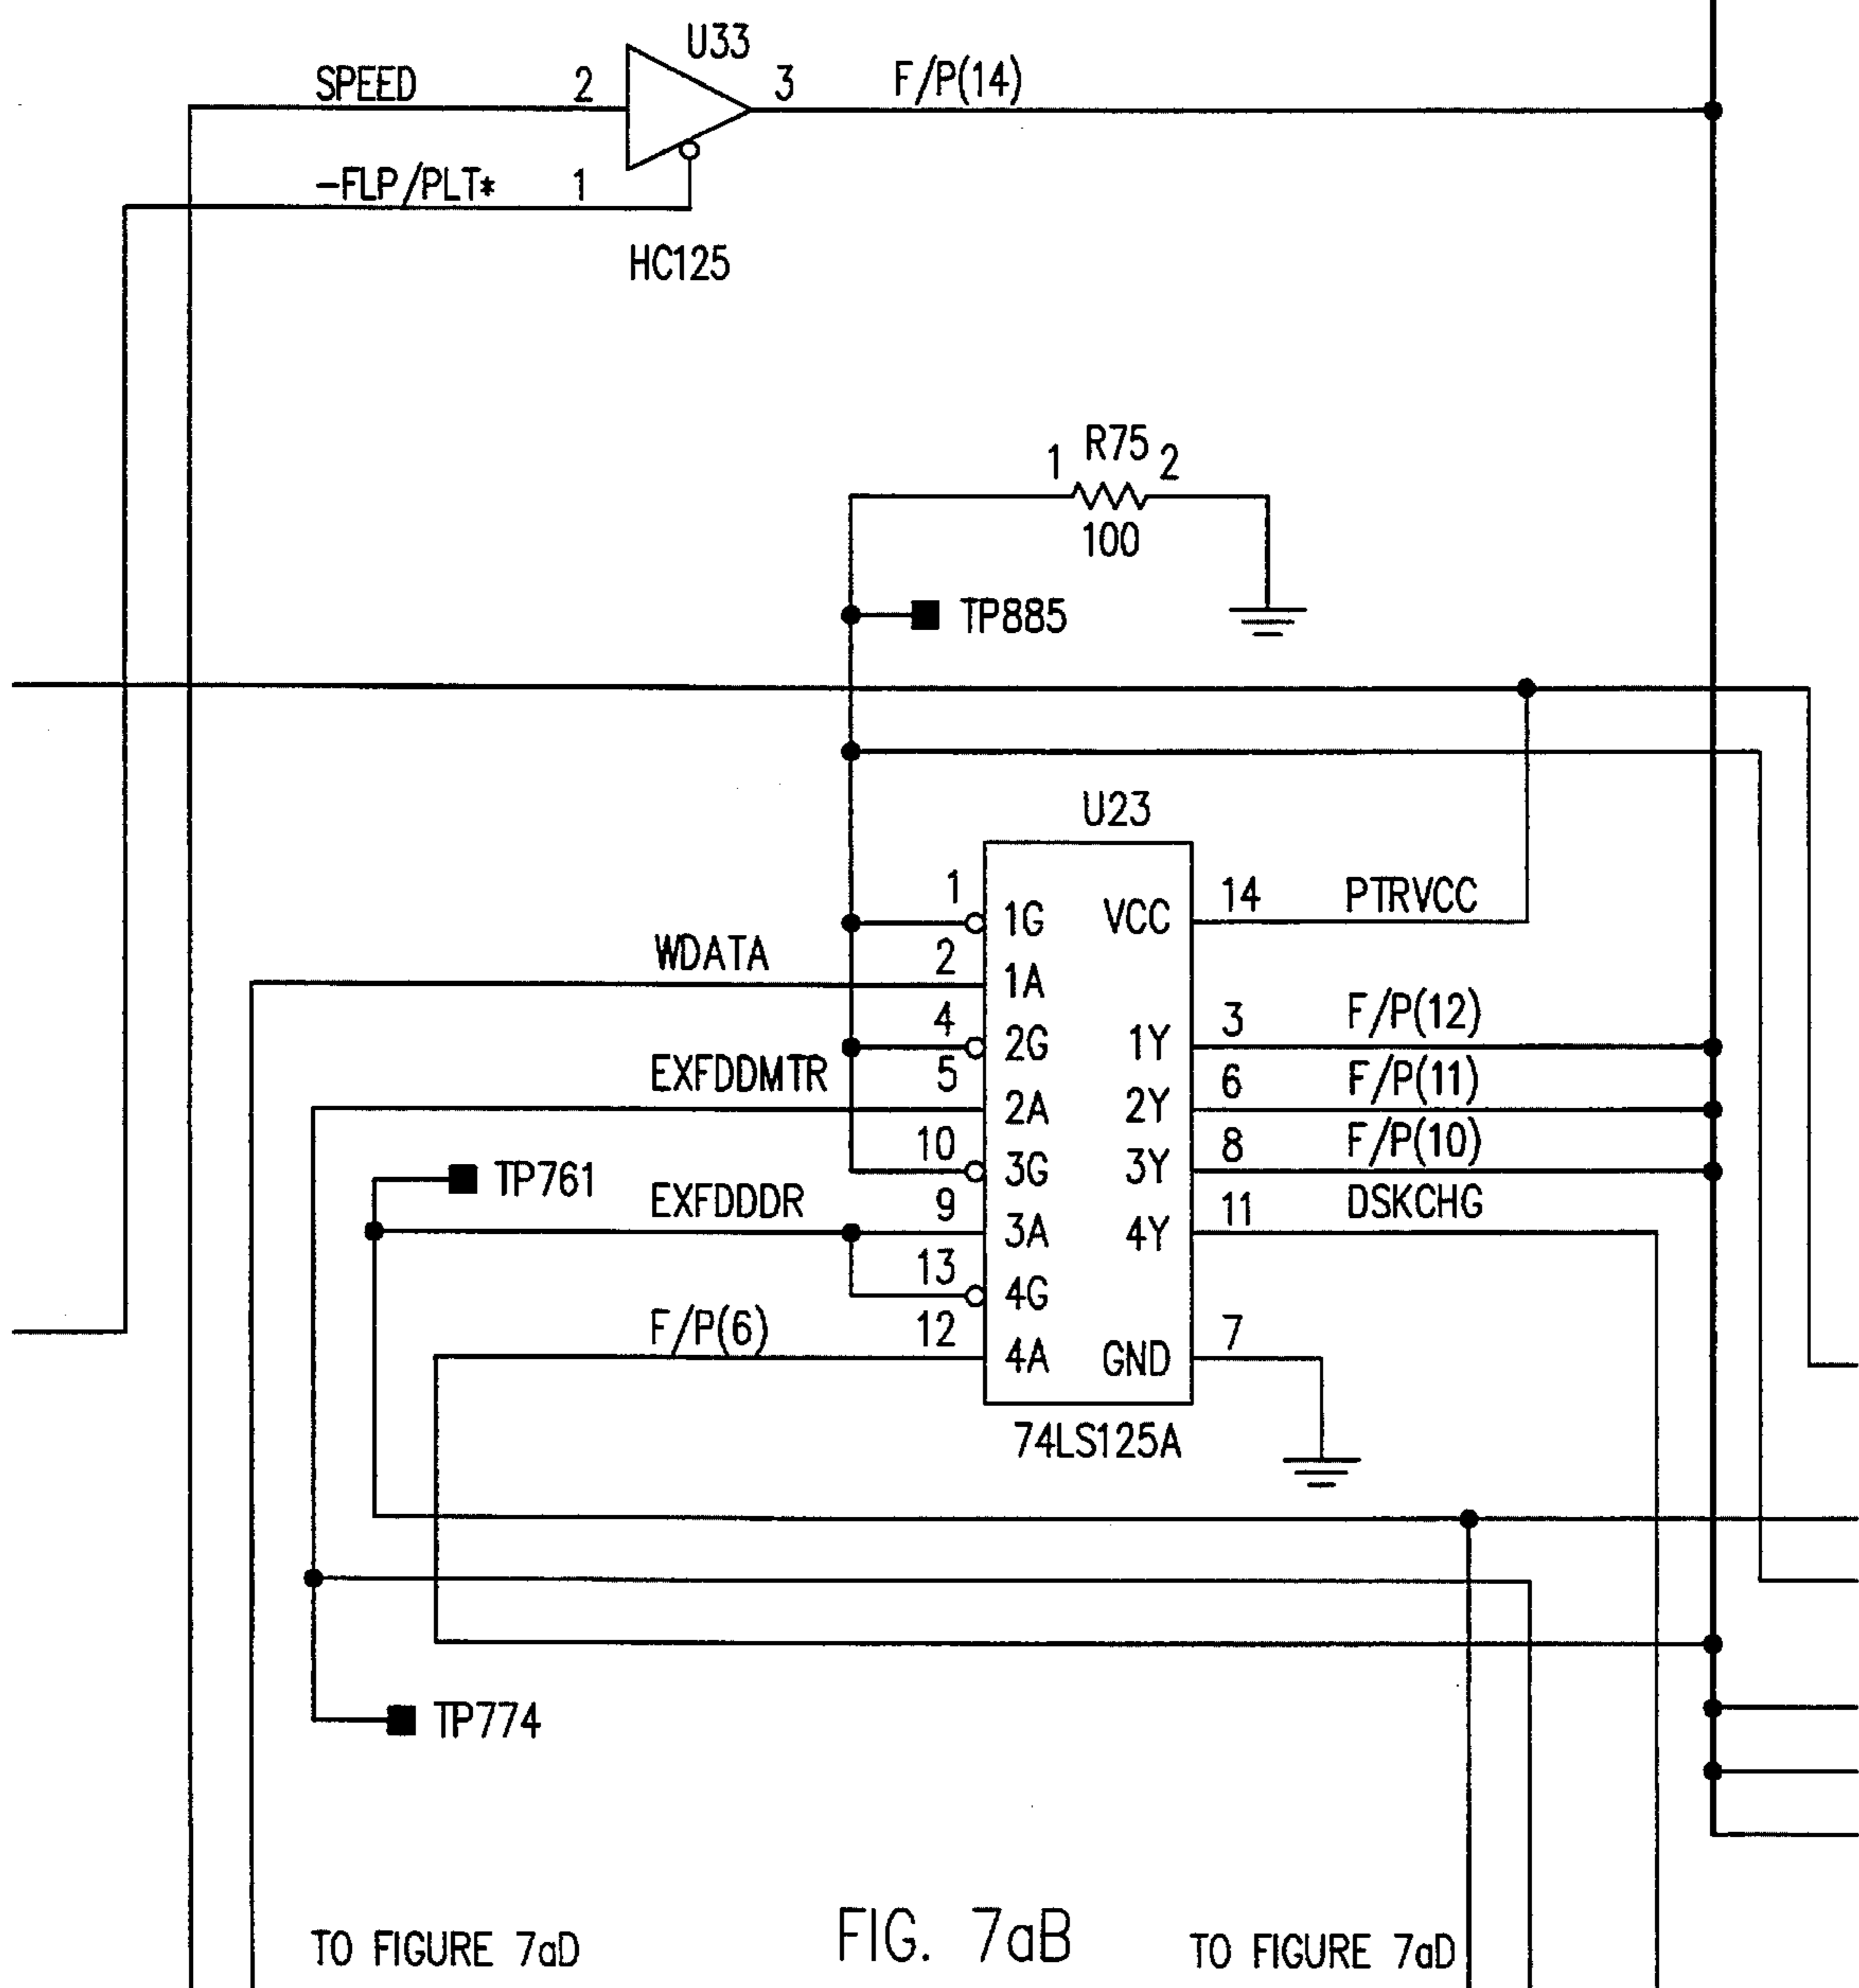 U33
SPEED 2 3 F/P(14)
-FLP/PLT* 1
HC125
1 R75 2
100
TP885
U23
1 1G VCC 14 PTRVCC
WDATA 2 1A
4 2G 1Y 3 F/P(12)
EXFDDMTR 5 2A 2Y 6 F/P(11)
10 3G 3Y 8 F/P(10)
TP761
EXFDDDR 9 3A 4Y 11 DSKCHG
13 4G
F/P(6) 12 4A GND 7
74LS125A
TP774
TO FIGURE 7aD FIG. 7aB TO FIGURE 7aD